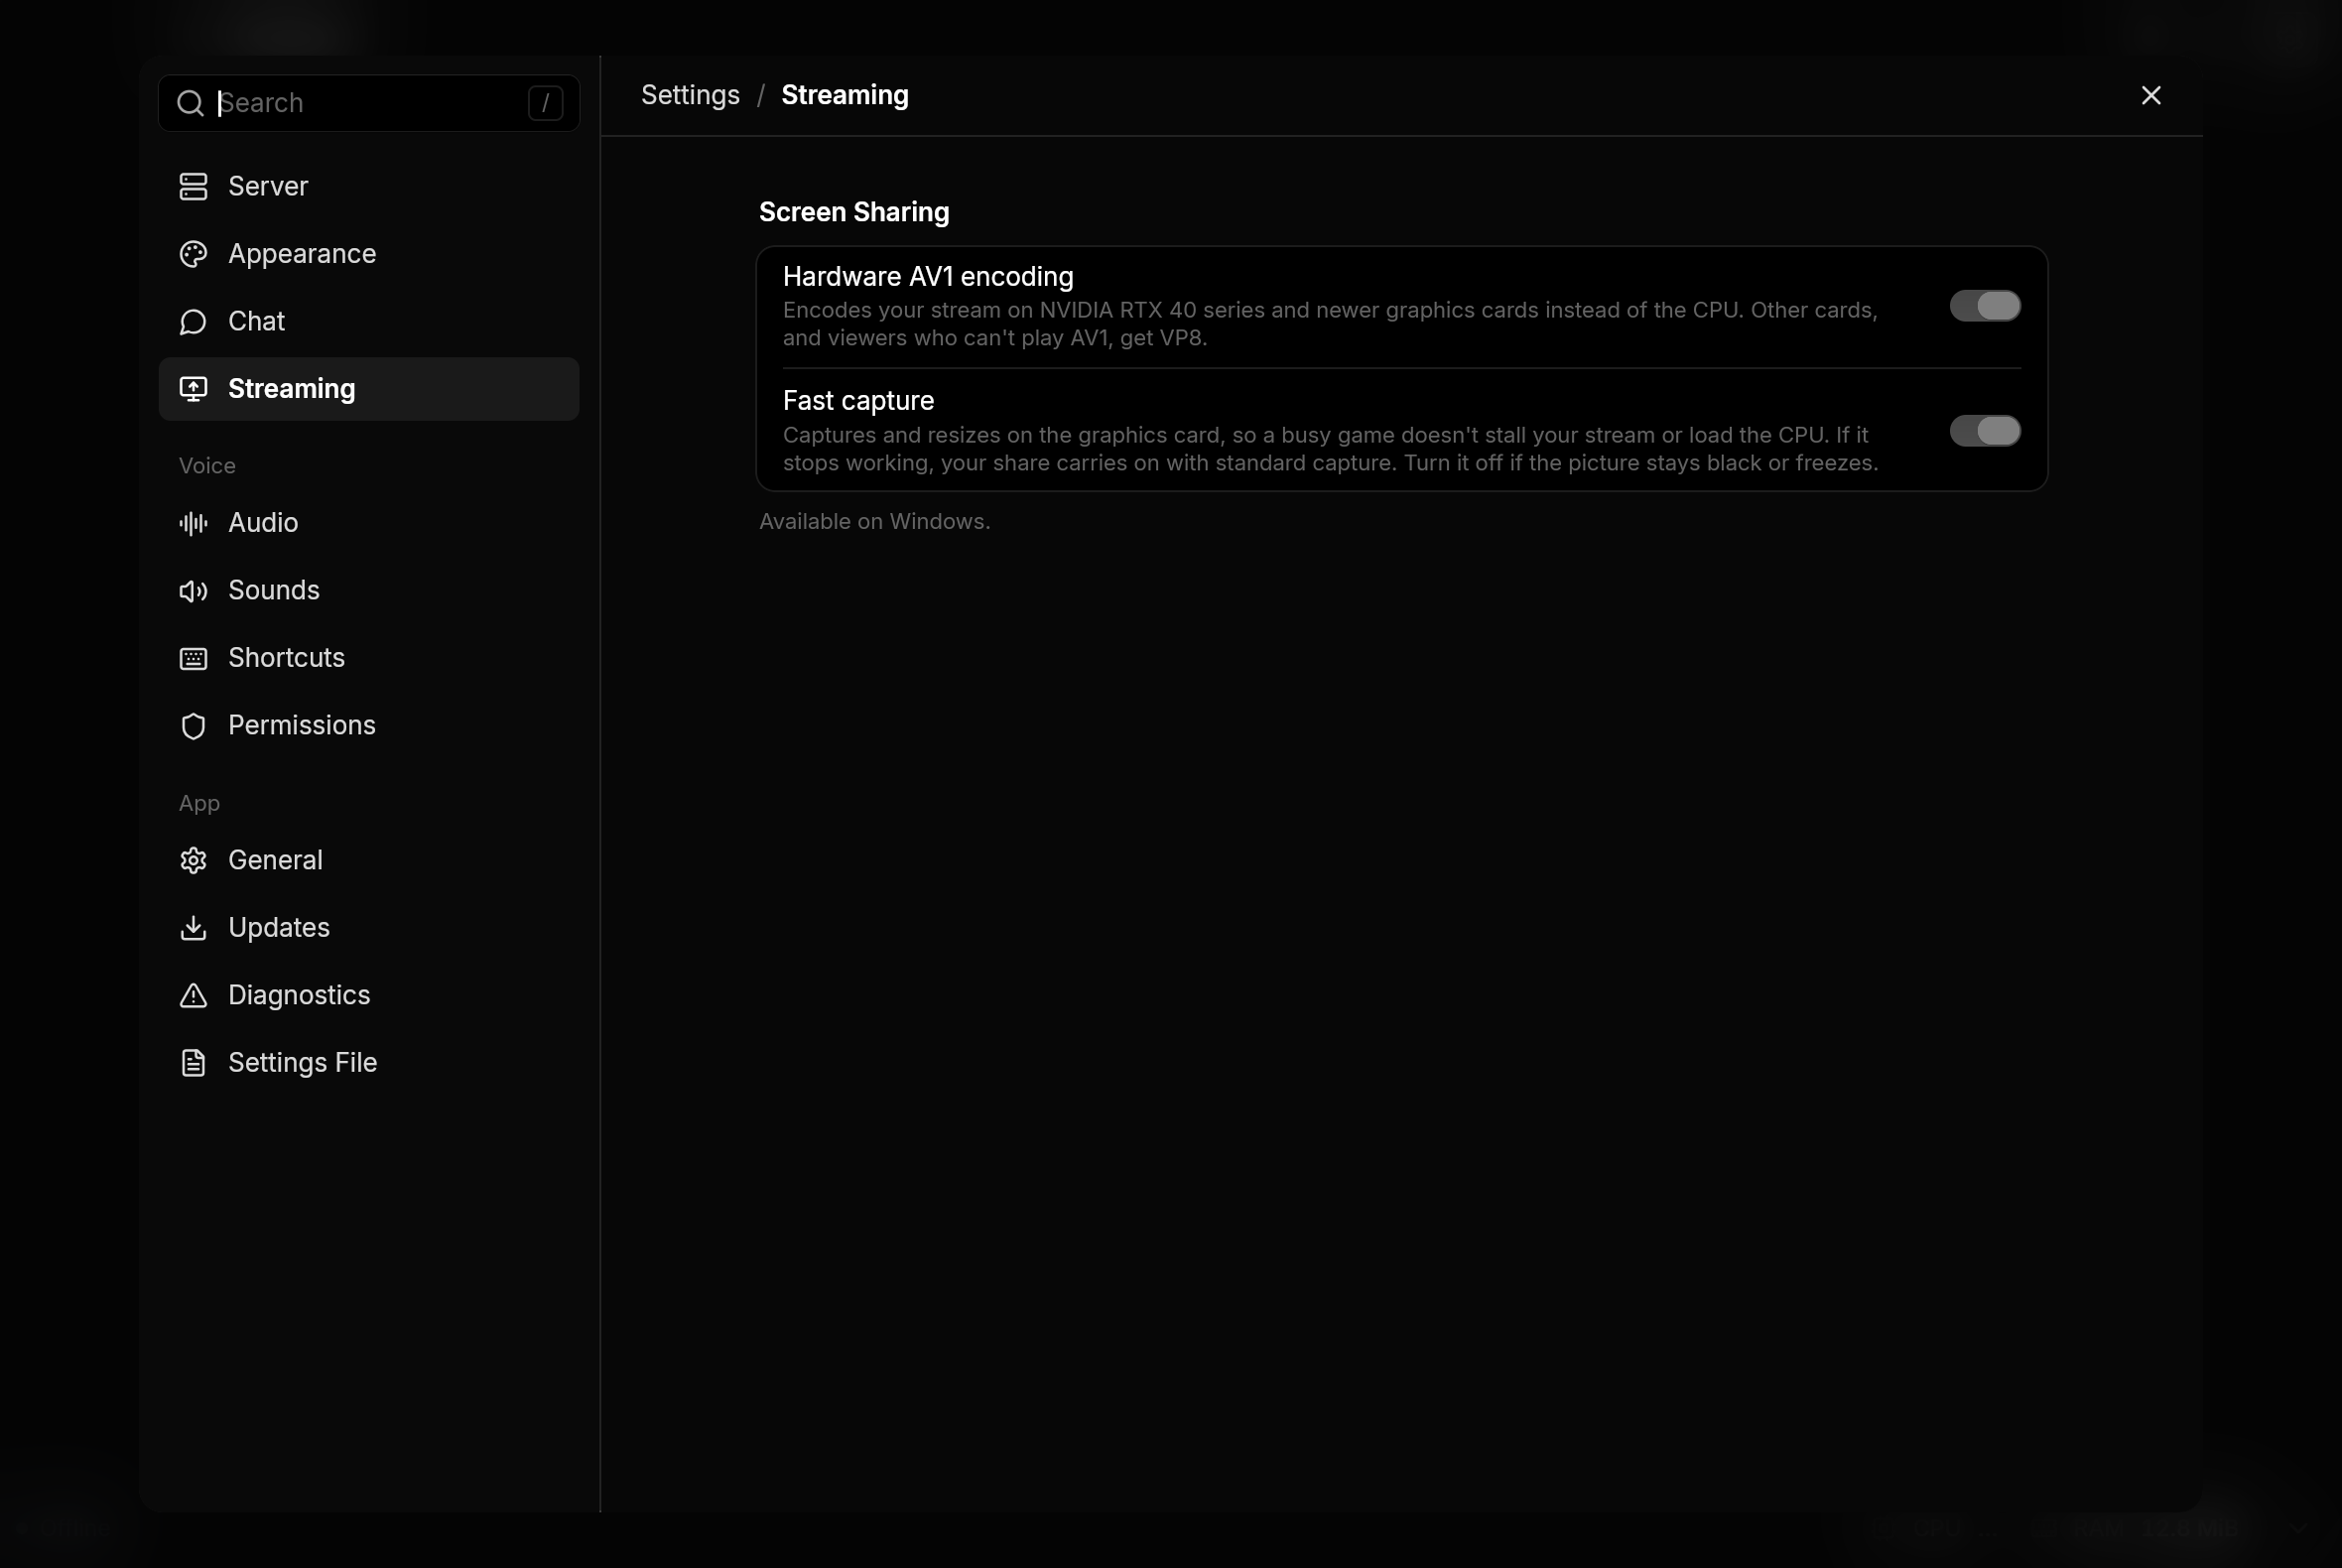 Search /
Server
Appearance
Chat
Streaming
Voice
Audio
Sounds
Shortcuts
Permissions
App
General
Updates
Diagnostics
Settings File
Settings / Streaming
Screen Sharing
Hardware AV1 encoding
Encodes your stream on NVIDIA RTX 40 series and newer graphics cards instead of the CPU. Other cards,
and viewers who can't play AV1, get VP8.
Fast capture
Captures and resizes on the graphics card, so a busy game doesn't stall your stream or load the CPU. If it
stops working, your share carries on with standard capture. Turn it off if the picture stays black or freezes.
Available on Windows.